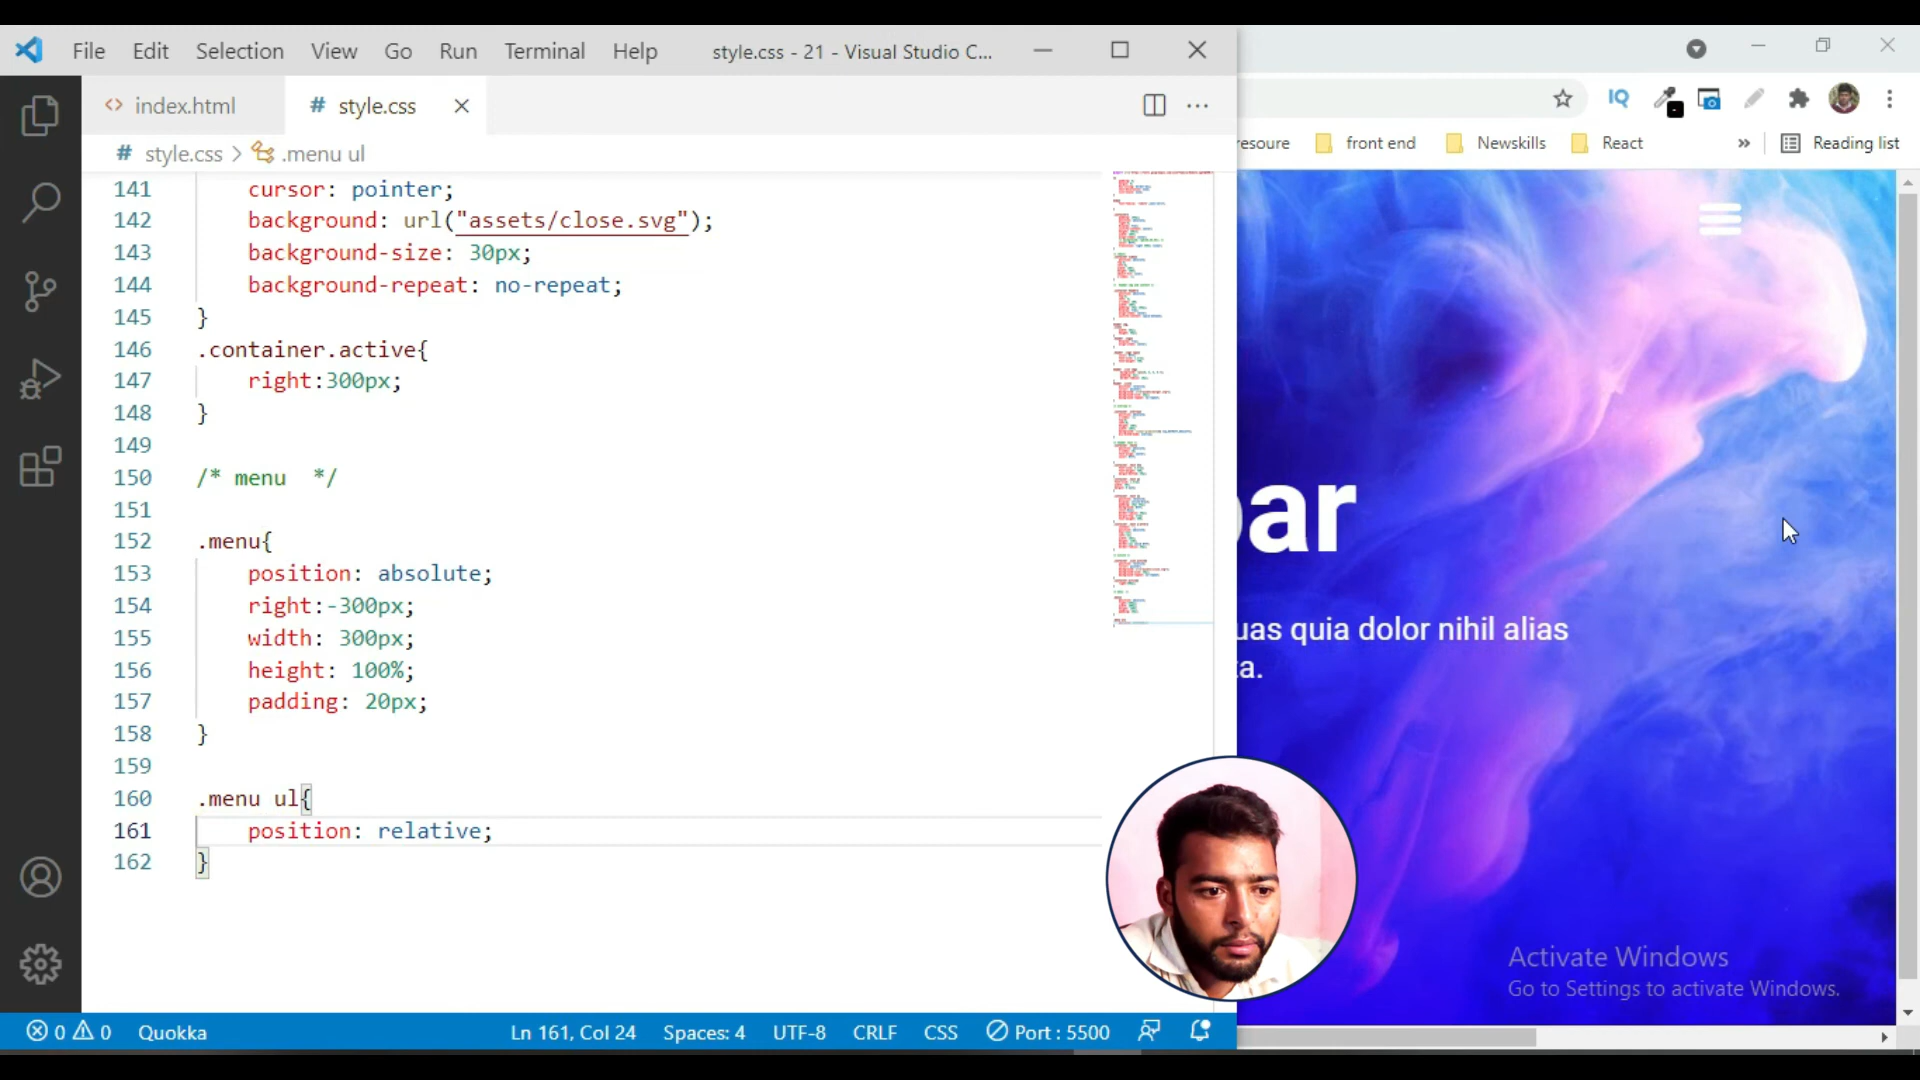 File Edit Selection View Go Run Terminal Help style.css - 21 - Visual Studio C...
index.html # style.css
# style.css > .menu ul
141 cursor: pointer;
142 background: url("assets/close.svg");
143 background-size: 30px;
144 background-repeat: no-repeat;
145 }
146 .container.active{
147 right:300px;
148 }
149
150 /* menu */
151
152 .menu{
153 position: absolute;
154 right:-300px;
155 width: 300px;
156 height: 100%;
157 padding: 20px;
158 }
159
160 .menu ul{
161 position: relative;
162 }
0 0 Quokka Ln 161, Col 24 Spaces: 4 UTF-8 CRLF CSS Port : 5500
IQ
resoure front end Newskills React » Reading list
bar
uas quia dolor nihil alias
ta.
Activate Windows
Go to Settings to activate Windows.